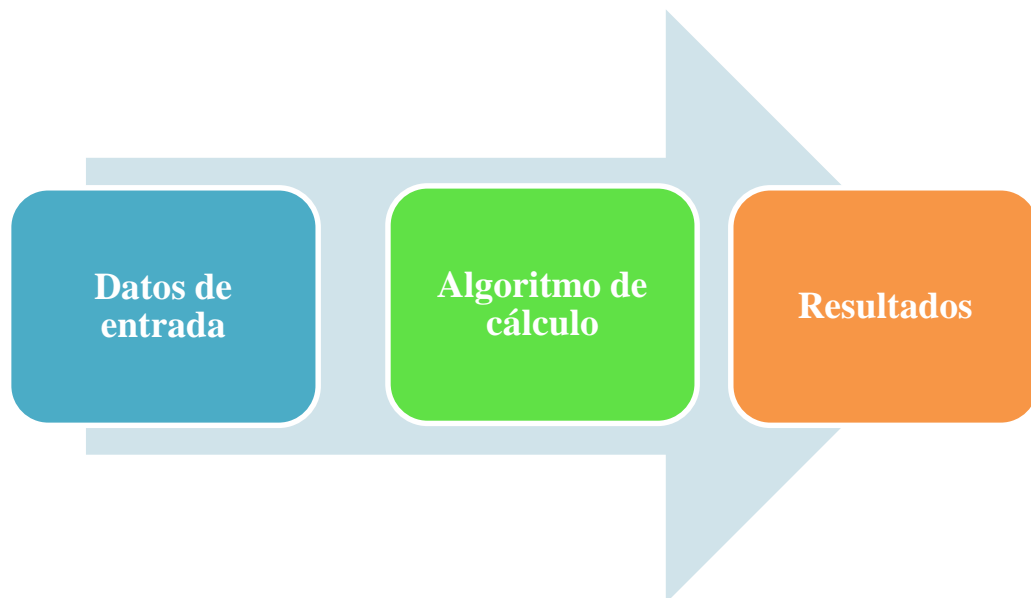 Datos de
entrada
Algoritmo de
cálculo
Resultados